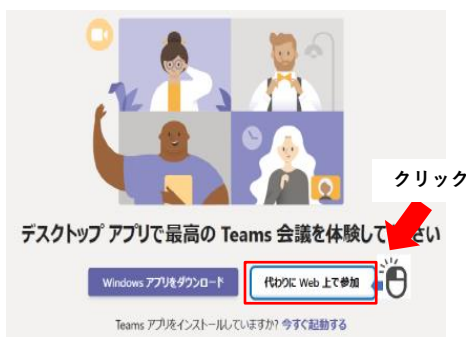 クリック
デスクトップ アプリで最高の Teams 会議を体験して さい
Windows アプリをダウンロード
代わりに Web 上で参加
Teams アプリをインストールしていますか? 今すぐ起動する